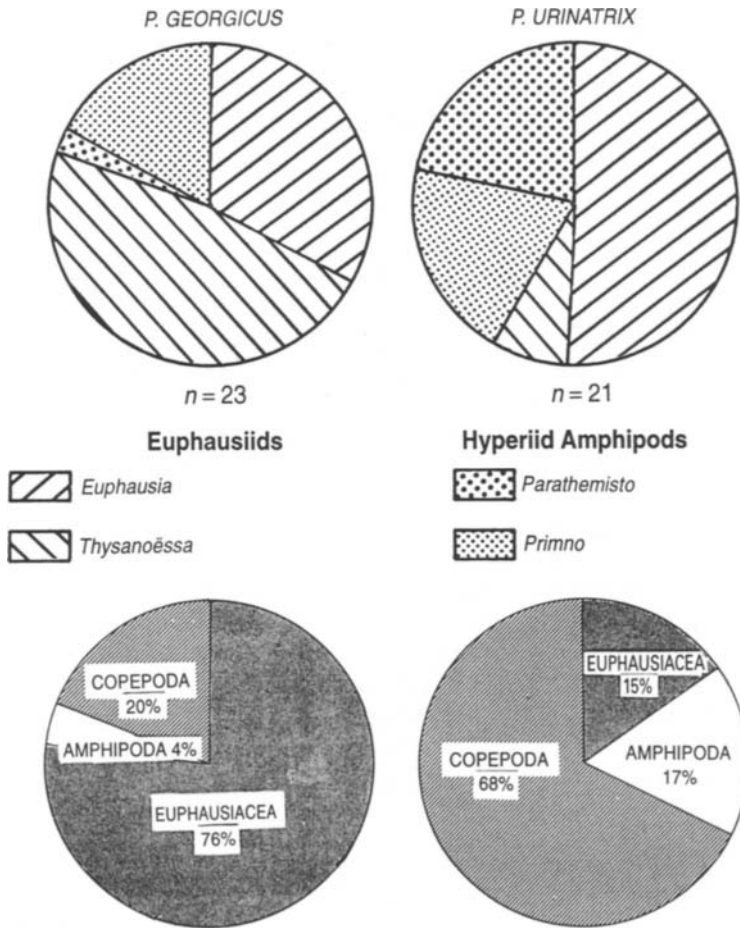 P. GEORGICUS
P. URINATRIX
n = 23
n = 21
Euphausiids
Hyperiid Amphipods
Euphausia
Parathemisto
Thysanoëssa
Primno
COPEPODA
20%
AMPHIPODA 4%
EUPHAUSIACEA
76%
EUPHAUSIACEA
15%
AMPHIPODA
17%
COPEPODA
68%